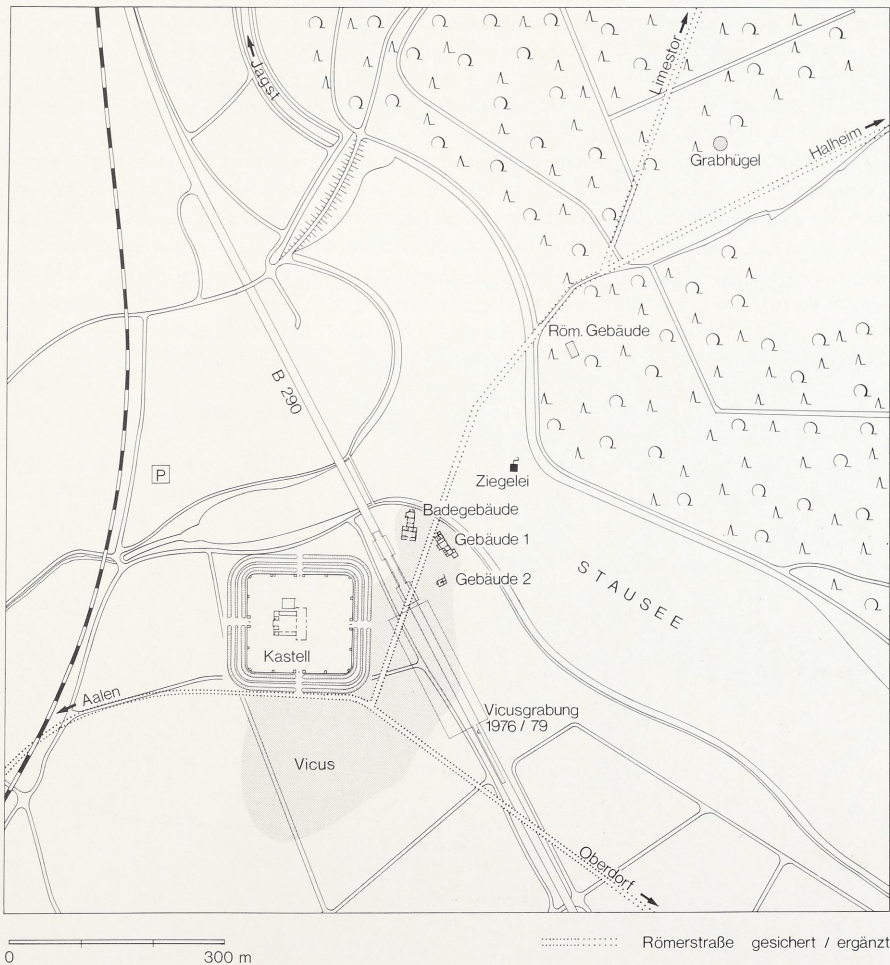 Jagst
Limestor
Grabhügel
Halheim
Röm. Gebäude
B 290
P
Ziegelei
Badegebäude
Gebäude 1
Gebäude 2
STAUSEE
Kastell
Aalen
Vicusgrabung
1976 / 79
Vicus
Oberdorf
0 300 m
Römerstraße gesichert / ergänzt